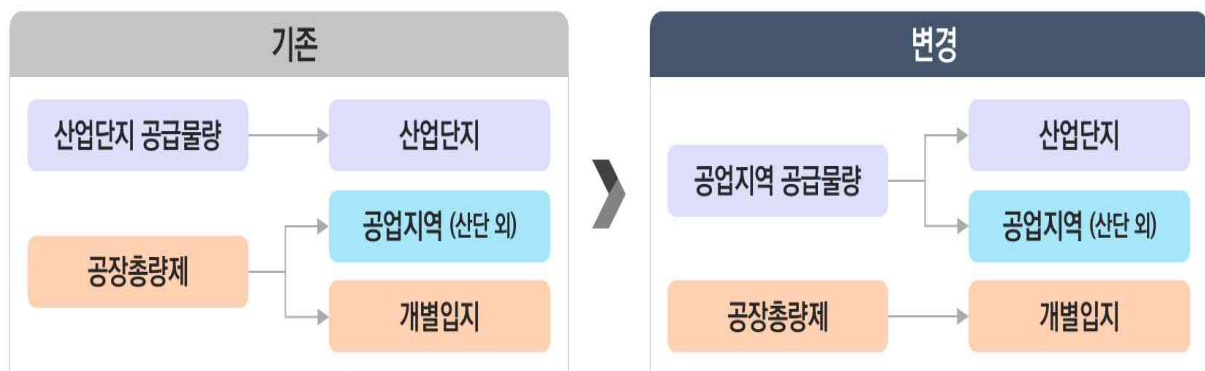 기존
산업단지 공급물량
산업단지
공장총량제
공업지역 (산단 외)
개별입지
변경
공업지역 공급물량
산업단지
공업지역 (산단 외)
공장총량제
개별입지